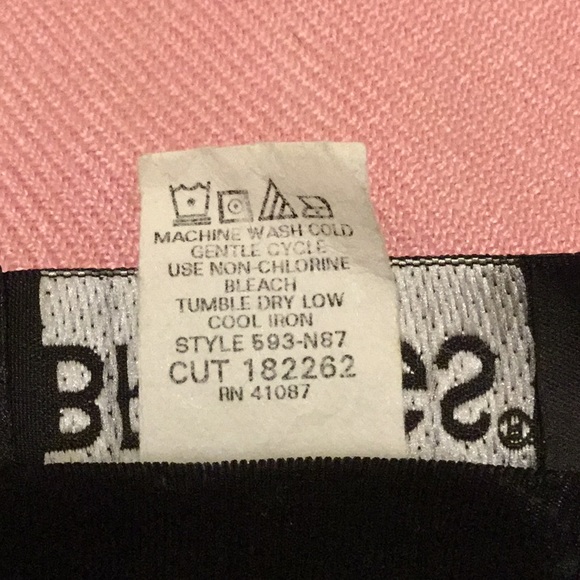 MACHINE WASH COLD
GENTLE CYCLE
USE NON-CHLORINE
BLEACH
TUMBLE DRY LOW
COOL IRON
STYLE 593-N87
CUT 182262
RN 41087